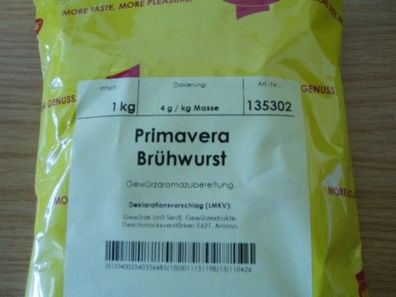 MORE TASTE. MORE PLEASURE.
GENUSS.
GENUSS.
Inhalt: Dosierung: Art.-Nr.:
1 kg 4 g / kg Masse 135302
Primavera
Brühwurst
Gewürzaromazubereitung.
Deklarationsvorschlag (LMKV):
Gewürze (mit Senf), Gewürzextrakte,
Geschmacksverstärker: E621, Aroma.